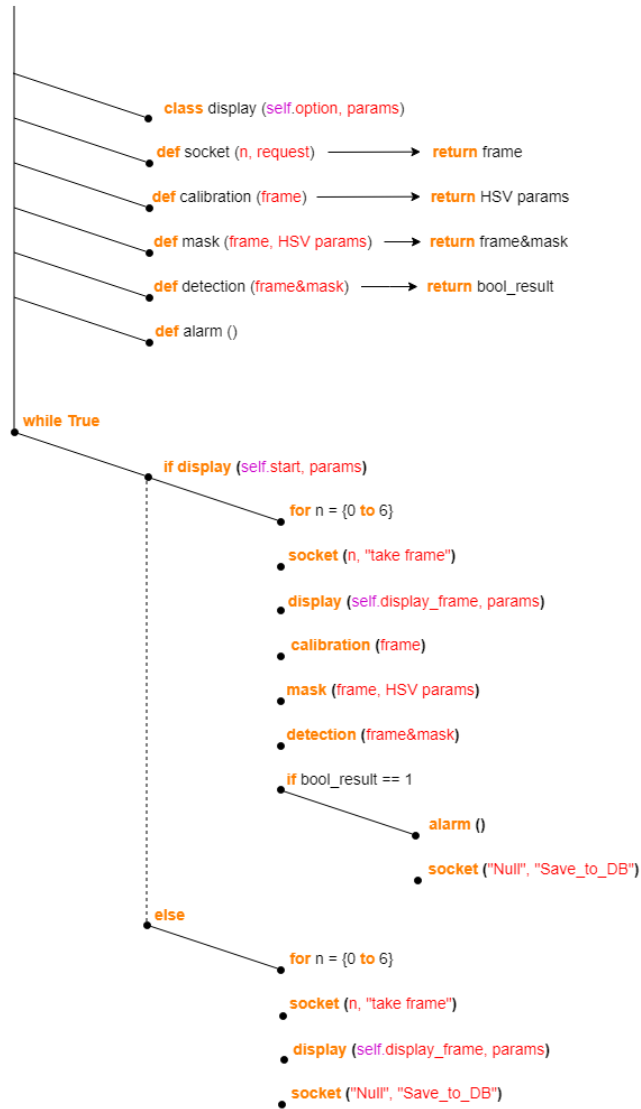 class display (self.option, params)
def socket (n, request) return frame
def calibration (frame) return HSV params
def mask (frame, HSV params) return frame&mask
def detection (frame&mask) return bool_result
def alarm ()
while True
if display (self.start, params)
for n = {0 to 6}
socket (n, "take frame")
display (self.display_frame, params)
calibration (frame)
mask (frame, HSV params)
detection (frame&mask)
if bool_result == 1
alarm ()
socket ("Null", "Save_to_DB")
else
for n = {0 to 6}
socket (n, "take frame")
display (self.display_frame, params)
socket ("Null", "Save_to_DB")